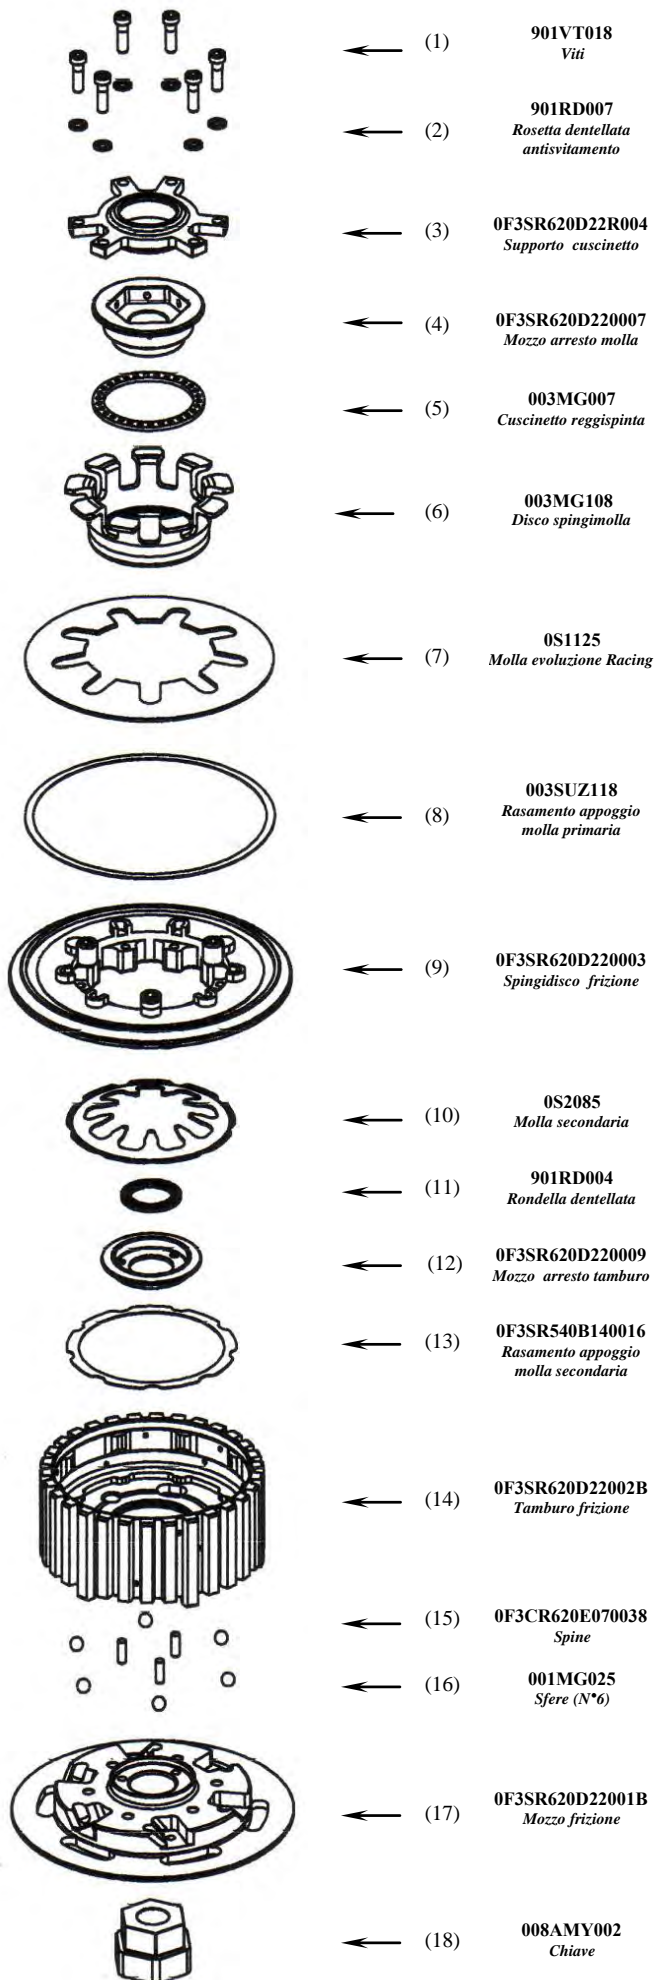 (1)
901VT018
Viti
(2)
901RD007
Rosetta dentellata
antisvitamento
(3)
0F3SR620D22R004
Supporto cuscinetto
(4)
0F3SR620D220007
Mozzo arresto molla
(5)
003MG007
Cuscinetto reggispinta
(6)
003MG108
Disco spingimolla
(7)
0S1125
Molla evoluzione Racing
(8)
003SUZ118
Rasamento appoggio
molla primaria
(9)
0F3SR620D220003
Spingidisco frizione
(10)
0S2085
Molla secondaria
(11)
901RD004
Rondella dentellata
(12)
0F3SR620D220009
Mozzo arresto tamburo
(13)
0F3SR540B140016
Rasamento appoggio
molla secondaria
(14)
0F3SR620D22002B
Tamburo frizione
(15)
0F3CR620E070038
Spine
(16)
001MG025
Sfere (N•6)
(17)
0F3SR620D22001B
Mozzo frizione
(18)
008AMY002
Chiave